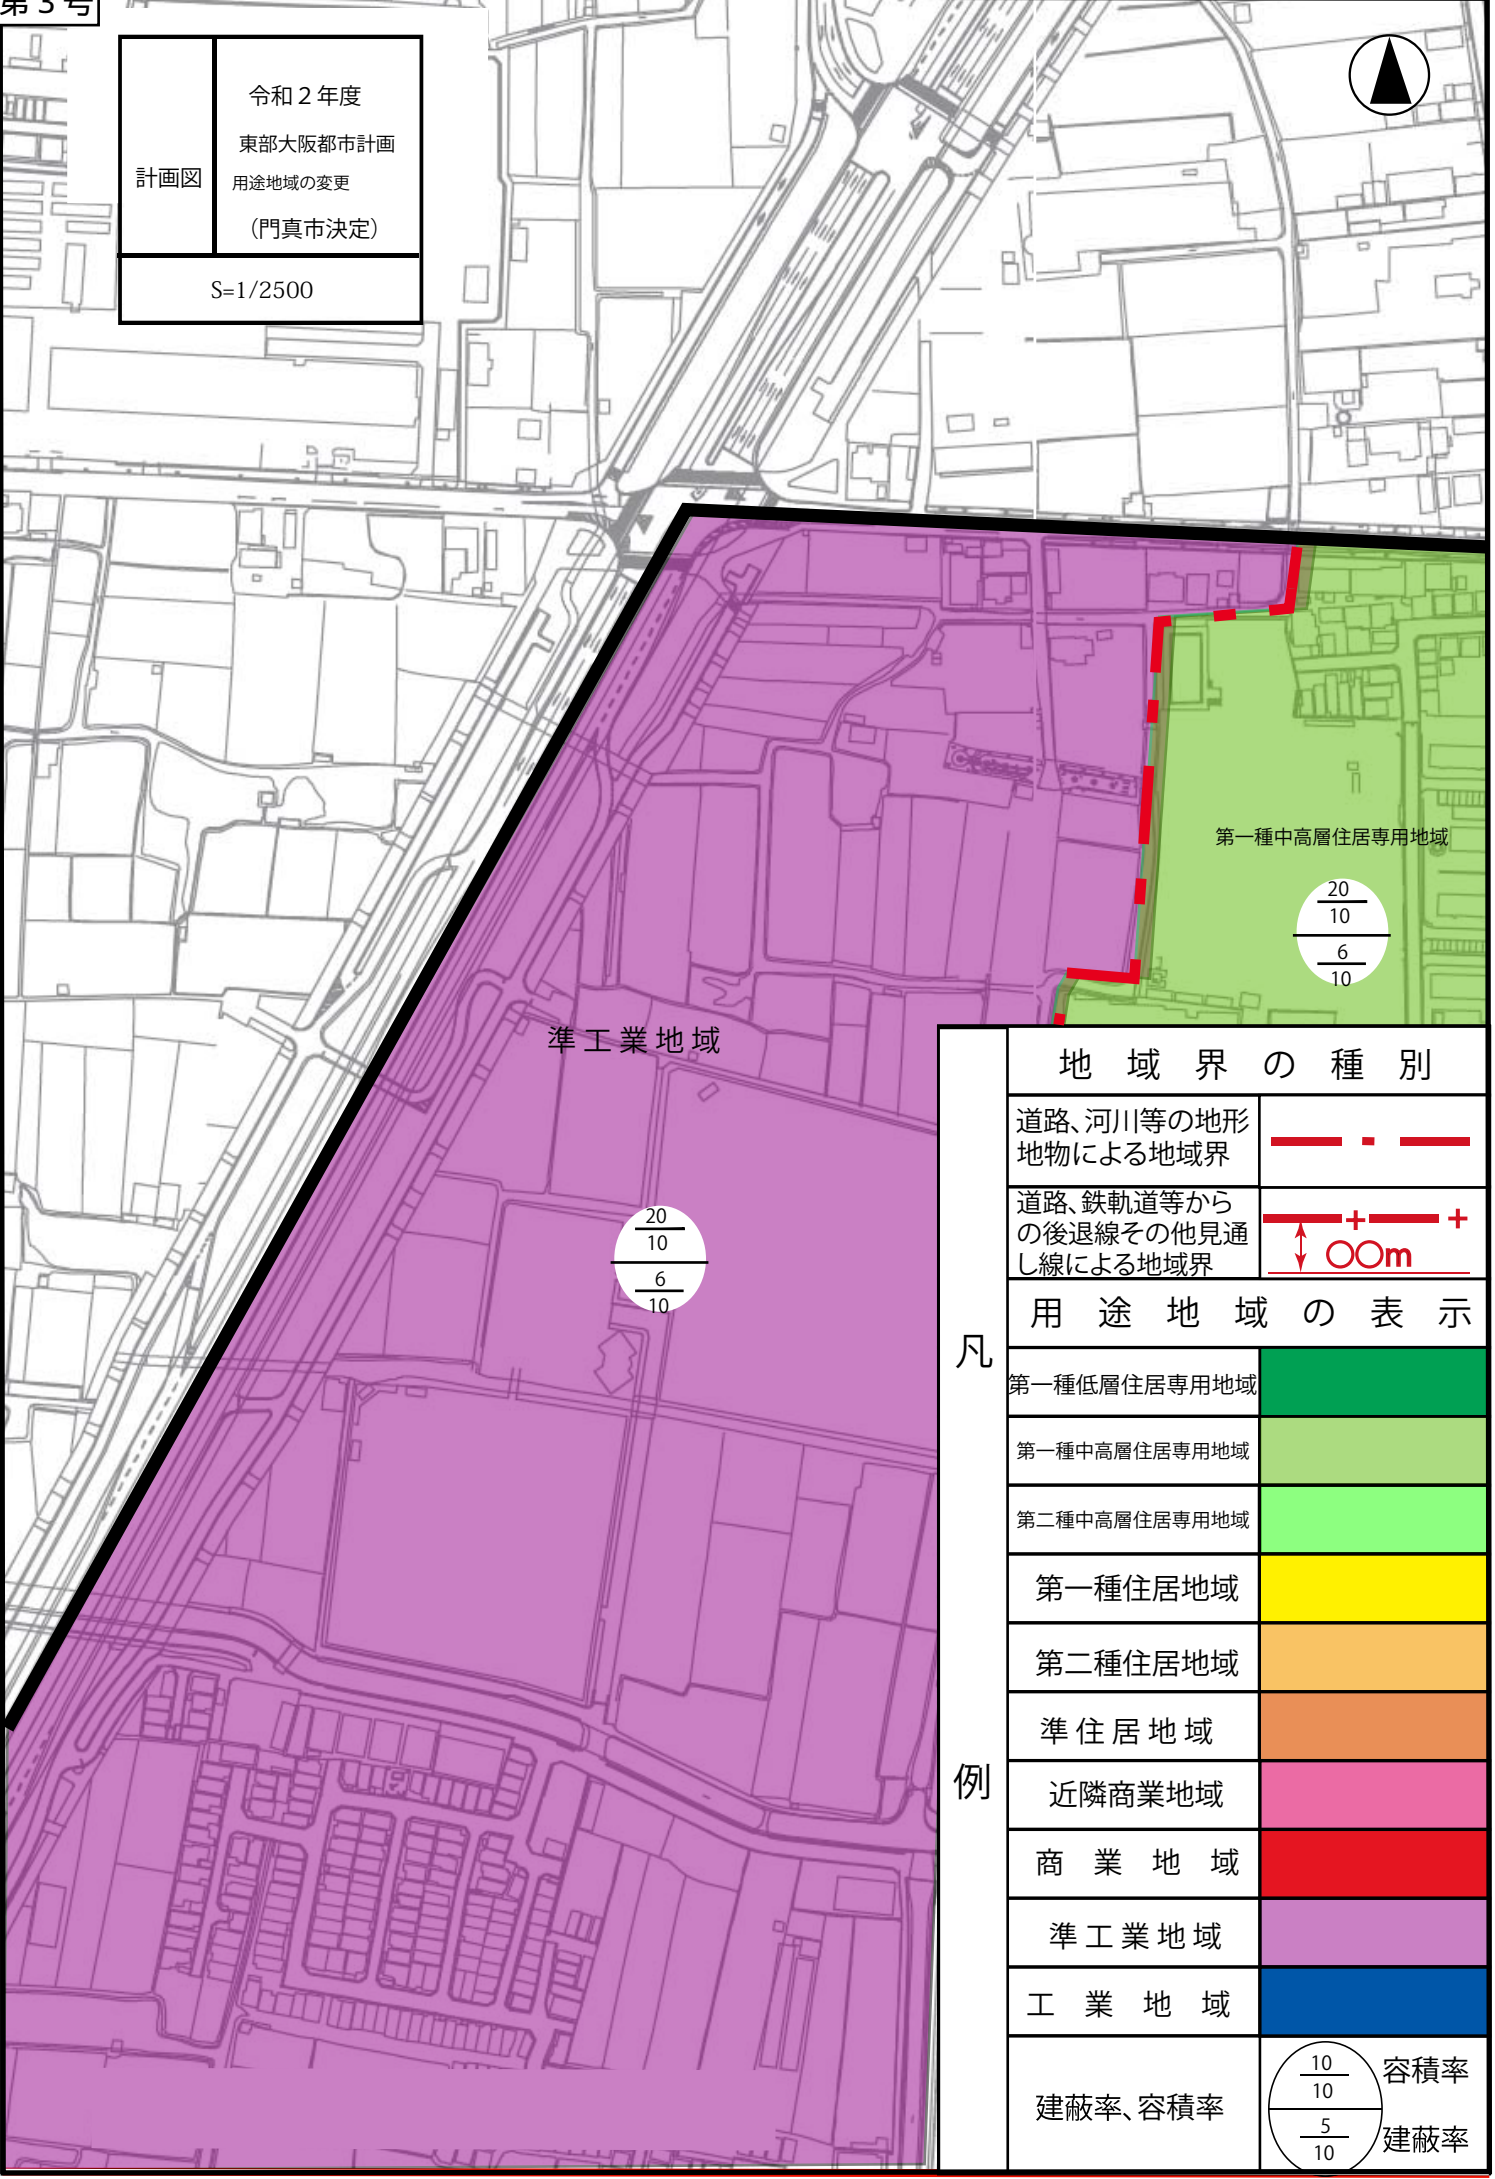 第３号
令和２年度
東部大阪都市計画
計画図
用途地域の変更
（門真市決定）
S=1/2500
第一種中高層住居専用地域
20
10
6
10
準工業地域
20
10
6
10
凡例
地域界の種別
道路、河川等の地形
地物による地域界
道路、鉄軌道等から
の後退線その他見通
し線による地域界
〇〇m
用途地域の表示
第一種低層住居専用地域
第一種中高層住居専用地域
第二種中高層住居専用地域
第一種住居地域
第二種住居地域
準住居地域
近隣商業地域
商業地域
準工業地域
工業地域
建蔽率、容積率
10
10
容積率
5
10
建蔽率